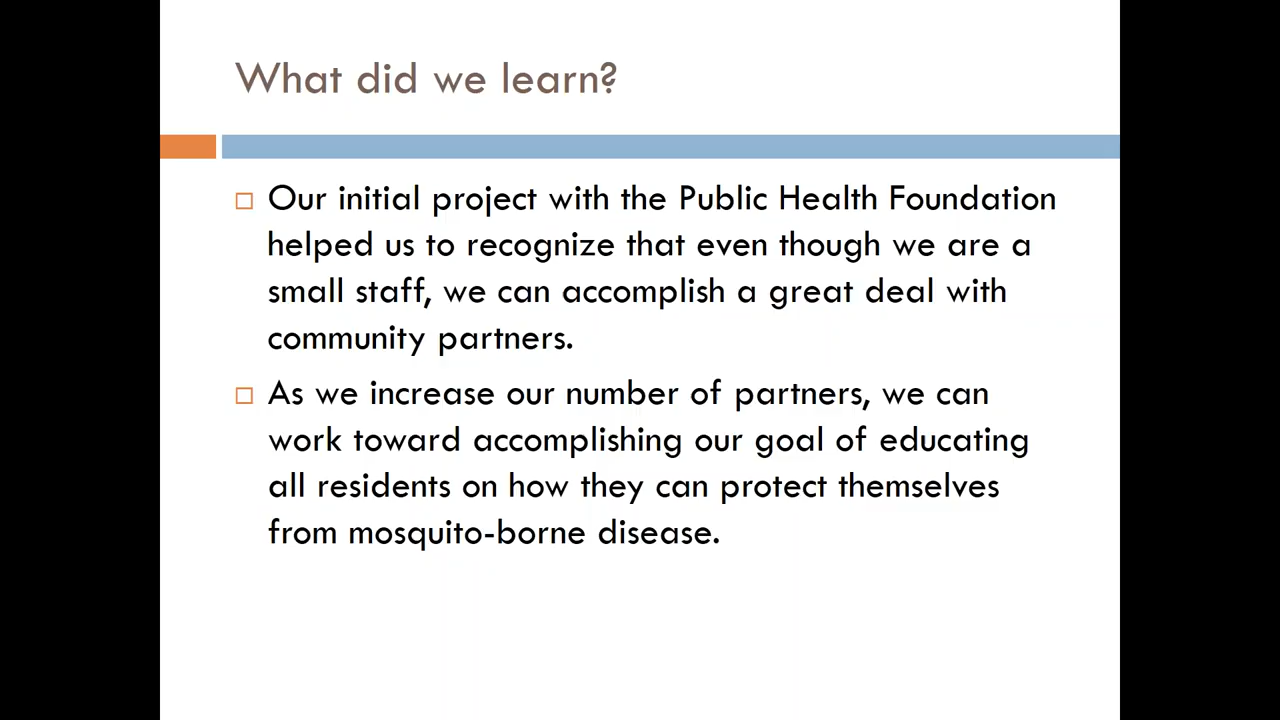 What did we learn?
Our initial project with the Public Health Foundation
helped us to recognize that even though we are a
small staff, we can accomplish a great deal with
community partners.
As we increase our number of partners, we can
work toward accomplishing our goal of educating
all residents on how they can protect themselves
from mosquito-borne disease.